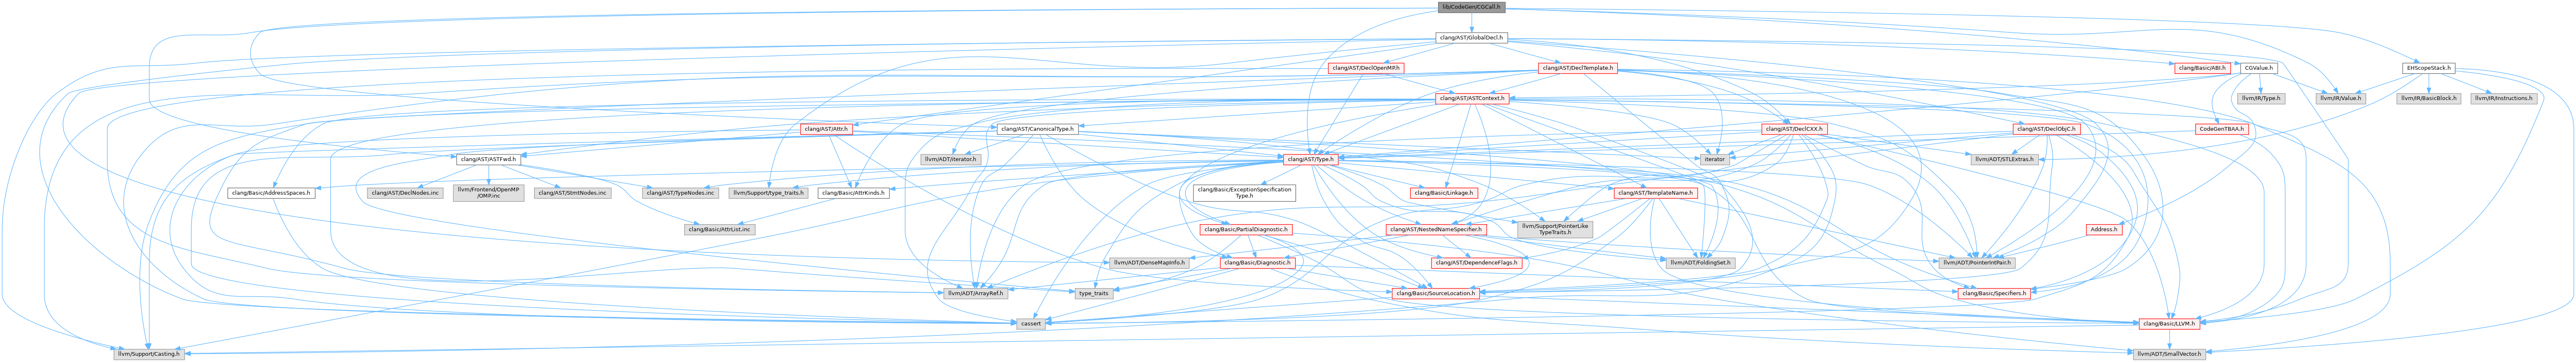 lib/CodeGen/CGCall.h
clang/AST/GlobalDecl.h
clang/AST/DeclOpenMP.h
clang/AST/DeclTemplate.h
clang/Basic/ABI.h
CGValue.h
EHScopeStack.h
clang/AST/ASTContext.h
llvm/IR/Type.h
llvm/IR/Value.h
llvm/IR/BasicBlock.h
llvm/IR/Instructions.h
clang/AST/Attr.h
clang/AST/CanonicalType.h
clang/AST/DeclCXX.h
clang/AST/DeclObjC.h
CodeGenTBAA.h
clang/AST/ASTFwd.h
llvm/ADT/iterator.h
clang/AST/Type.h
iterator
llvm/ADT/STLExtras.h
clang/Basic/AddressSpaces.h
clang/AST/DeclNodes.inc
llvm/Frontend/OpenMP
/OMP.inc
clang/AST/StmtNodes.inc
clang/AST/TypeNodes.inc
llvm/Support/type_traits.h
clang/Basic/AttrKinds.h
clang/Basic/ExceptionSpecification
Type.h
clang/Basic/Linkage.h
clang/AST/TemplateName.h
clang/Basic/AttrList.inc
clang/Basic/PartialDiagnostic.h
clang/AST/NestedNameSpecifier.h
llvm/Support/PointerLike
TypeTraits.h
Address.h
llvm/ADT/DenseMapInfo.h
clang/Basic/Diagnostic.h
clang/AST/DependenceFlags.h
llvm/ADT/FoldingSet.h
llvm/ADT/PointerIntPair.h
llvm/ADT/ArrayRef.h
type_traits
clang/Basic/SourceLocation.h
clang/Basic/Specifiers.h
cassert
clang/Basic/LLVM.h
llvm/Support/Casting.h
llvm/ADT/SmallVector.h